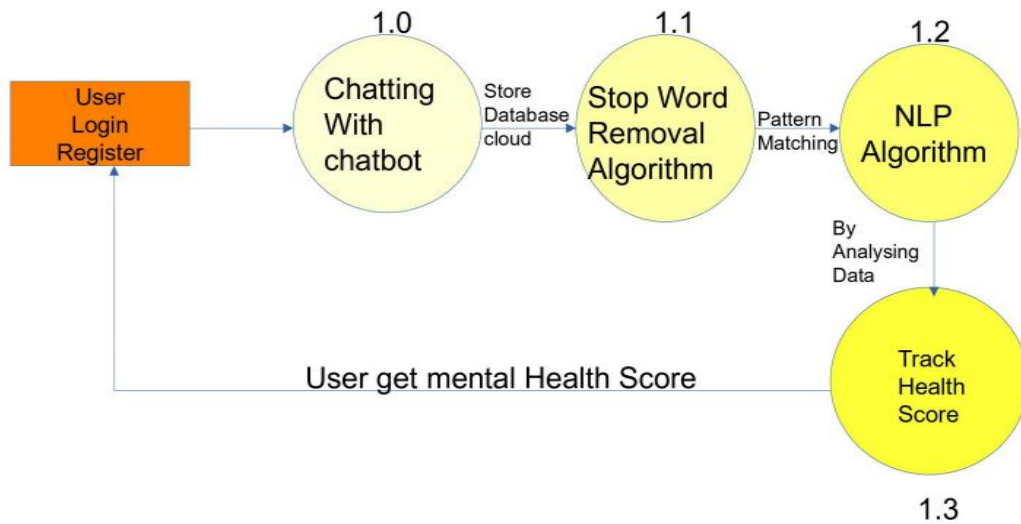 1.0
1.1
1.2
User
Login
Register
Chatting
With
chatbot
Store
Database
cloud
Stop Word
Removal
Algorithm
Pattern
Matching
NLP
Algorithm
By
Analysing
Data
Track
Health
Score
User get mental Health Score
1.3